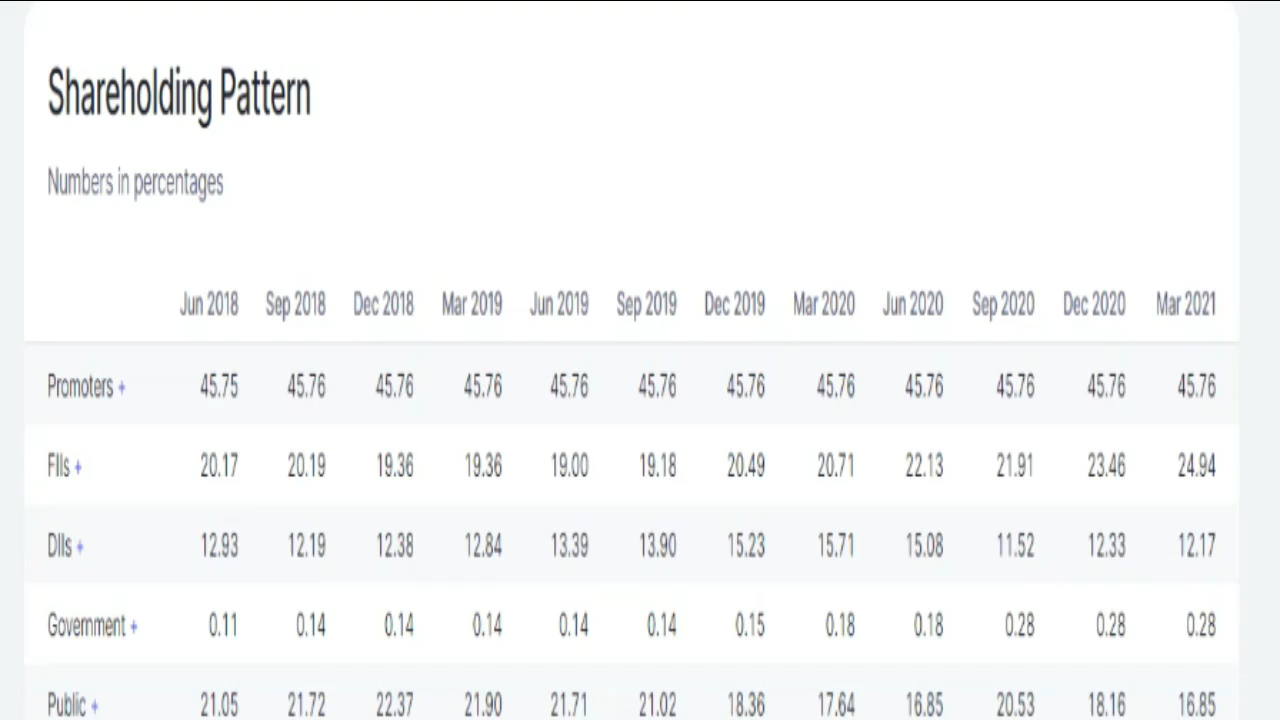 Shareholding Pattern
Numbers in percentages
Jun 2018 Sep 2018 Dec 2018 Mar 2019 Jun 2019 Sep 2019 Dec 2019 Mar 2020 Jun 2020 Sep 2020 Dec 2020 Mar 2021
Promoters + 45.75 45.76 45.76 45.76 45.76 45.76 45.76 45.76 45.76 45.76 45.76 45.76
FIIs + 20.17 20.19 19.36 19.36 19.00 19.18 20.49 20.71 22.13 21.91 23.46 24.94
DIIs + 12.93 12.19 12.38 12.84 13.39 13.90 15.23 15.71 15.08 11.52 12.33 12.17
Government + 0.11 0.14 0.14 0.14 0.14 0.14 0.15 0.18 0.18 0.28 0.28 0.28
Public + 21.05 21.72 22.37 21.90 21.71 21.02 18.36 17.64 16.85 20.53 18.16 16.85